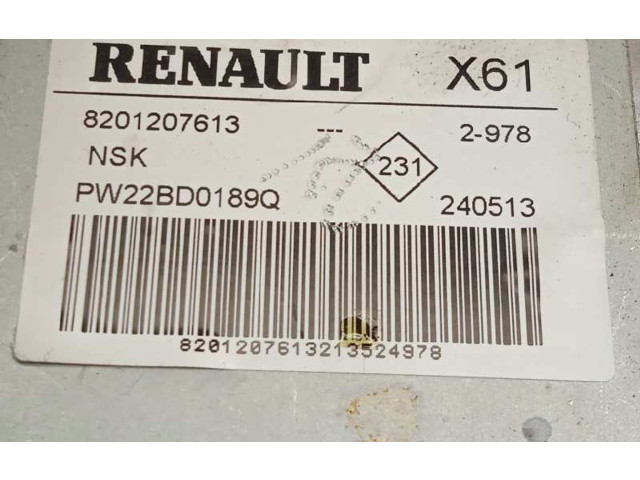 RENAULT X61
8201207613 --- 2-978
NSK 231
PW22BD0189Q 240513
8201207613213524978